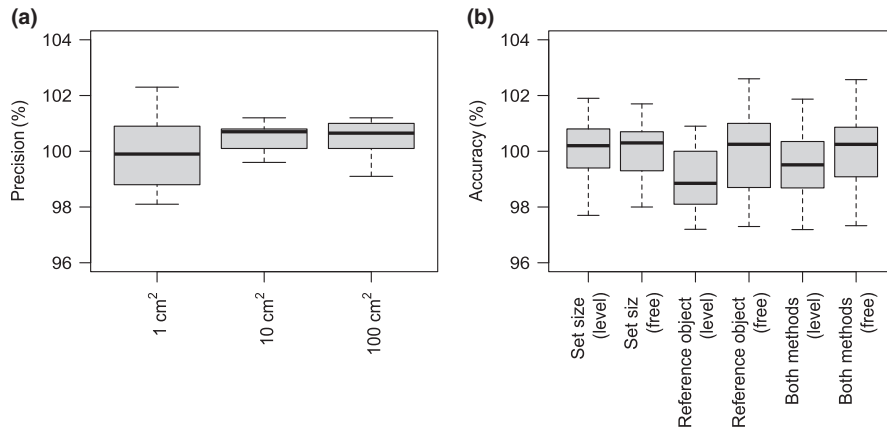 (a)
104
102
100
98
96
Precision (%)
1 cm²
10 cm²
100 cm²
(b)
104
102
100
98
96
Accuracy (%)
Set size
(level)
Set siz
(free)
Reference object
(level)
Reference object
(free)
Both methods
(level)
Both methods
(free)